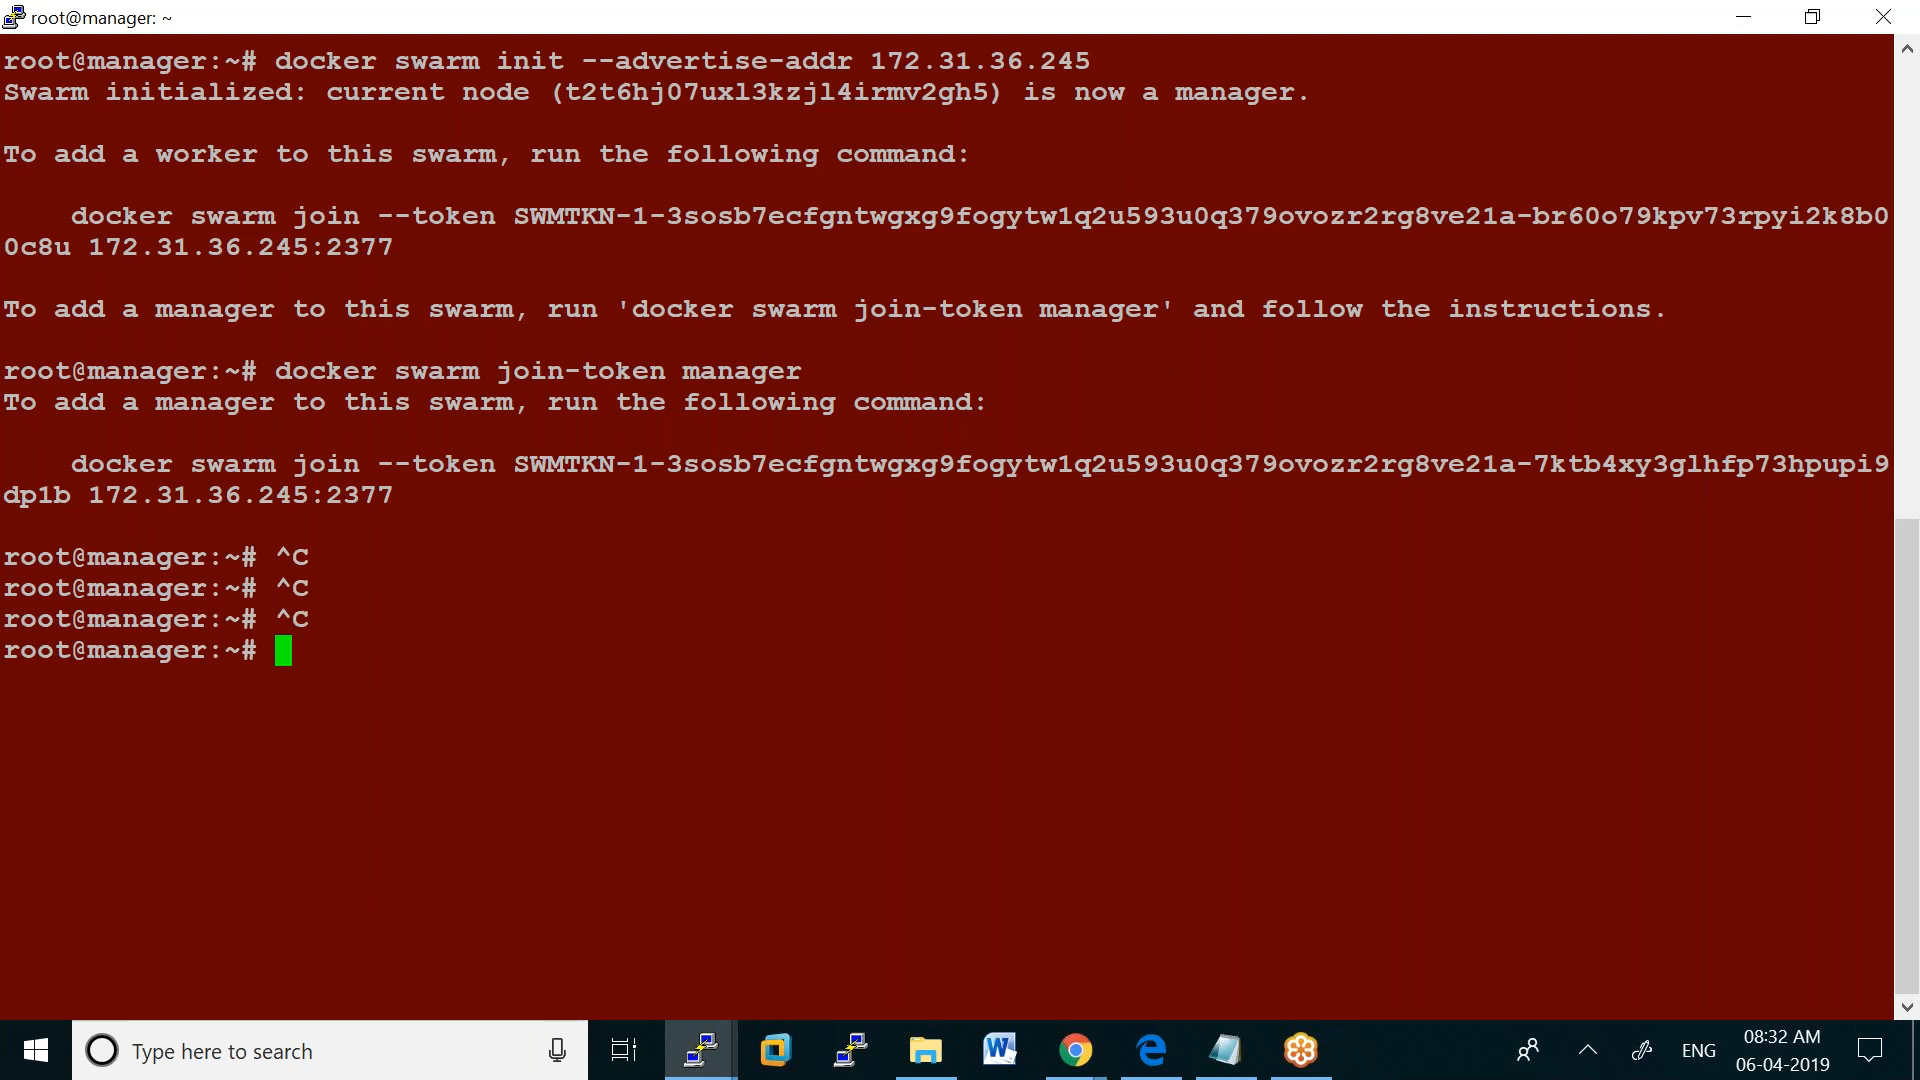 root@manager: ~
root@manager:~# docker swarm init --advertise-addr 172.31.36.245
Swarm initialized: current node (t2t6hj07uxl3kzjl4irmv2gh5) is now a manager.
To add a worker to this swarm, run the following command:
docker swarm join --token SWMTKN-1-3sosb7ecfgntwgxg9fogytw1q2u593u0q379ovozr2rg8ve21a-br60o79kpv73rpyi2k8b0
0c8u 172.31.36.245:2377
To add a manager to this swarm, run 'docker swarm join-token manager' and follow the instructions.
root@manager:~# docker swarm join-token manager
To add a manager to this swarm, run the following command:
docker swarm join --token SWMTKN-1-3sosb7ecfgntwgxg9fogytw1q2u593u0q379ovozr2rg8ve21a-7ktb4xy3glhfp73hpupi9
dp1b 172.31.36.245:2377
root@manager:~# ^C
root@manager:~# ^C
root@manager:~# ^C
root@manager:~#
Type here to search
ENG
08:32 AM
06-04-2019